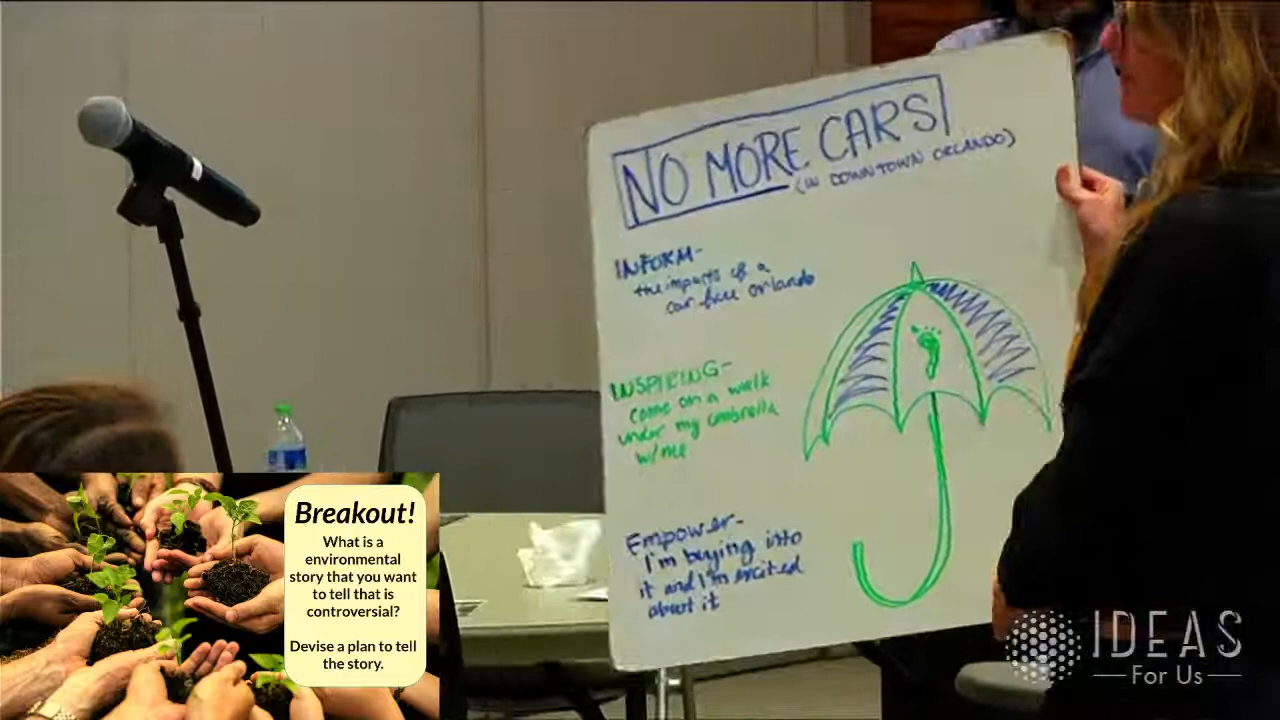 NO MORE CARS
(IN DOWNTOWN ORLANDO)
INFORM-
the impacts of a
car free orlando
INSPIRING-
come on a walk
under my umbrella
w/me
Empower-
I'm buying into
it and I'm excited
about it
Breakout!
What is a
environmental
story that you want
to tell that is
controversial?
Devise a plan to tell
the story.
IDEAS
For Us